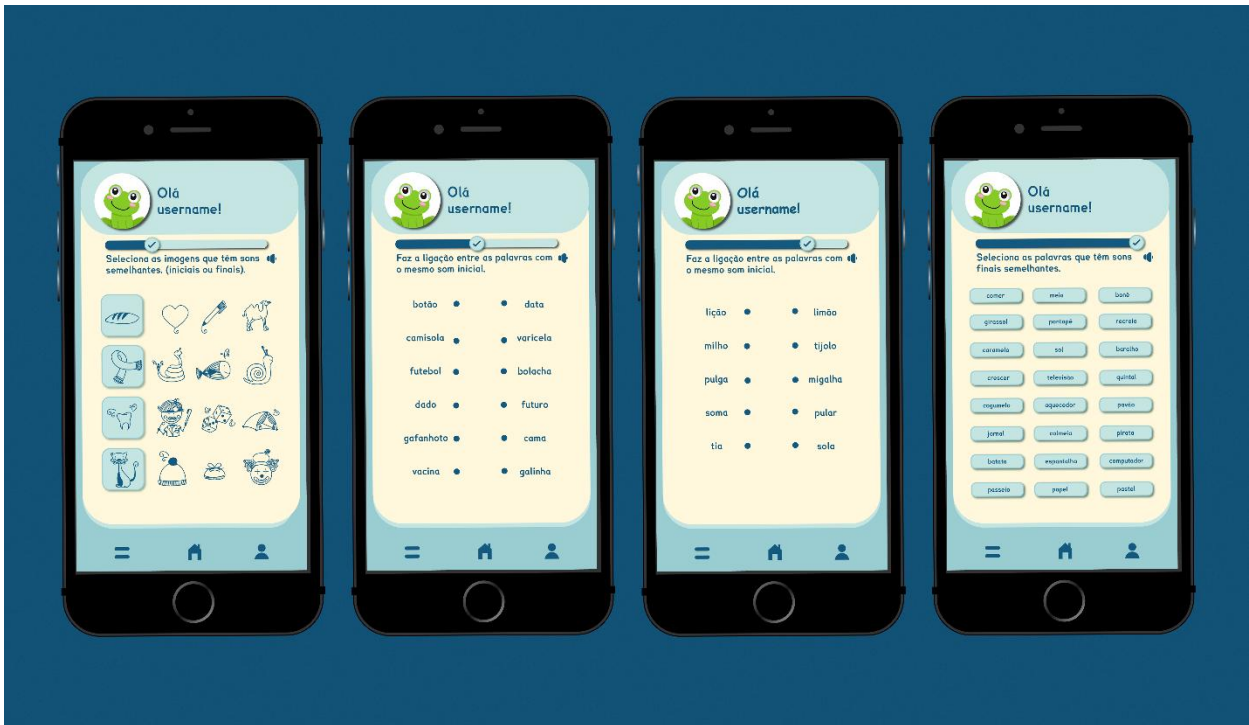 Olá
username!
Seleciona as imagens que têm sons
semelhantes. (iniciais ou finais).
Olá
username!
Faz a ligação entre as palavras com
o mesmo som inicial.
botão data
camisola varicela
futebol bolacha
dado futuro
gafanhoto cama
vacina galinha
Olá
username!
Faz a ligação entre as palavras com
o mesmo som inicial.
lição limão
milho tijolo
pulga migalha
soma pular
tia sola
Olá
username!
Seleciona as palavras que têm sons
finais semelhantes.
comer meia boné
girassol pontapé recreio
caramelo sol baralho
crescer televisão quintal
cogumelo aquecedor pavão
jornal colmeia pirata
batata espantalho computador
passeio papel pastel